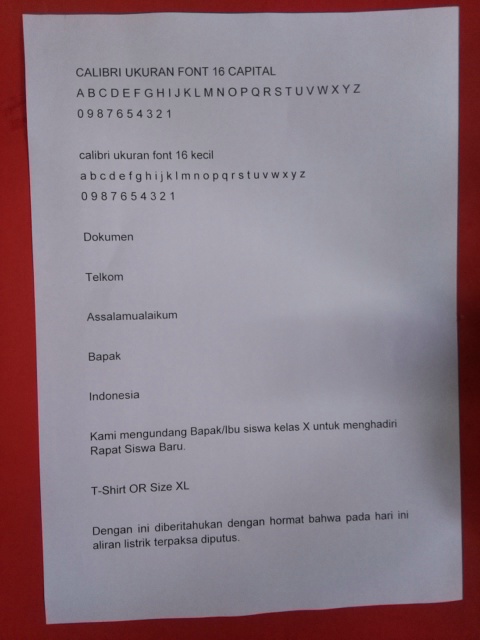 CALIBRI UKURAN FONT 16 CAPITAL
A B C D E F G H I J K L M N O P Q R S T U V W X Y Z
0 9 8 7 6 5 4 3 2 1
calibri ukuran font 16 kecil
a b c d e f g h i j k l m n o p q r s t u v w x y z
0 9 8 7 6 5 4 3 2 1
Dokumen
Telkom
Assalamualaikum
Bapak
Indonesia
Kami mengundang Bapak/Ibu siswa kelas X untuk menghadiri
Rapat Siswa Baru.
T-Shirt OR Size XL
Dengan ini diberitahukan dengan hormat bahwa pada hari ini
aliran listrik terpaksa diputus.